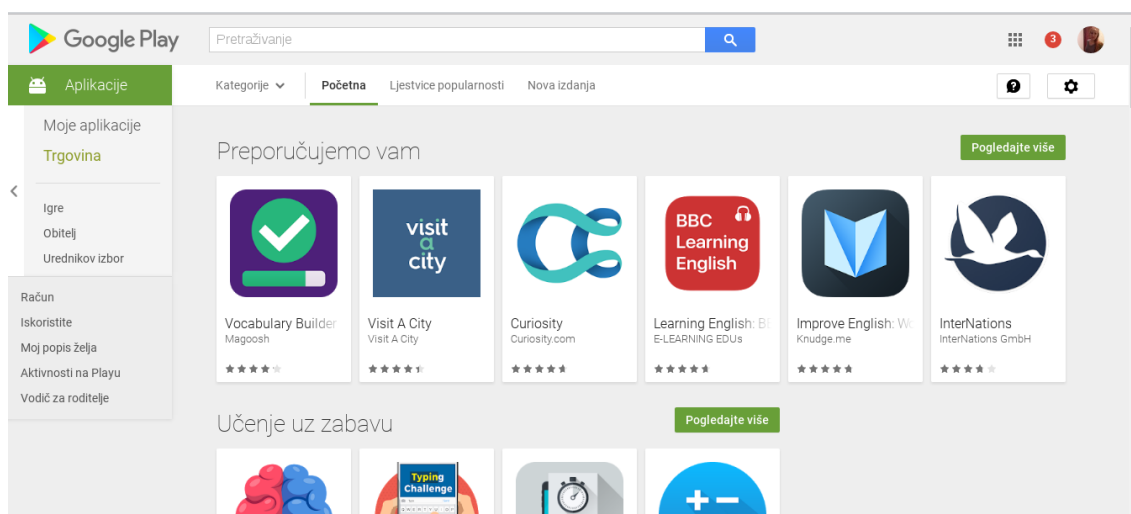 Google Play
Pretraživanje
3
Aplikacije
Kategorije
Početna
Ljestvice popularnosti
Nova izdanja
Moje aplikacije
Trgovina
Igre
Obitelj
Urednikov izbor
Račun
Iskoristite
Moj popis želja
Aktivnosti na Playu
Vodič za roditelje
Preporučujemo vam
Pogledajte više
visit
a
city
BBC
Learning
English
Vocabulary Builder
Magoosh
Visit A City
Visit A City
Curiosity
Curiosity.com
Learning English: B
E-LEARNING EDUs
Improve English: W
Knudge.me
InterNations
InterNations GmbH
Učenje uz zabavu
Pogledajte više
Typing
Challenge